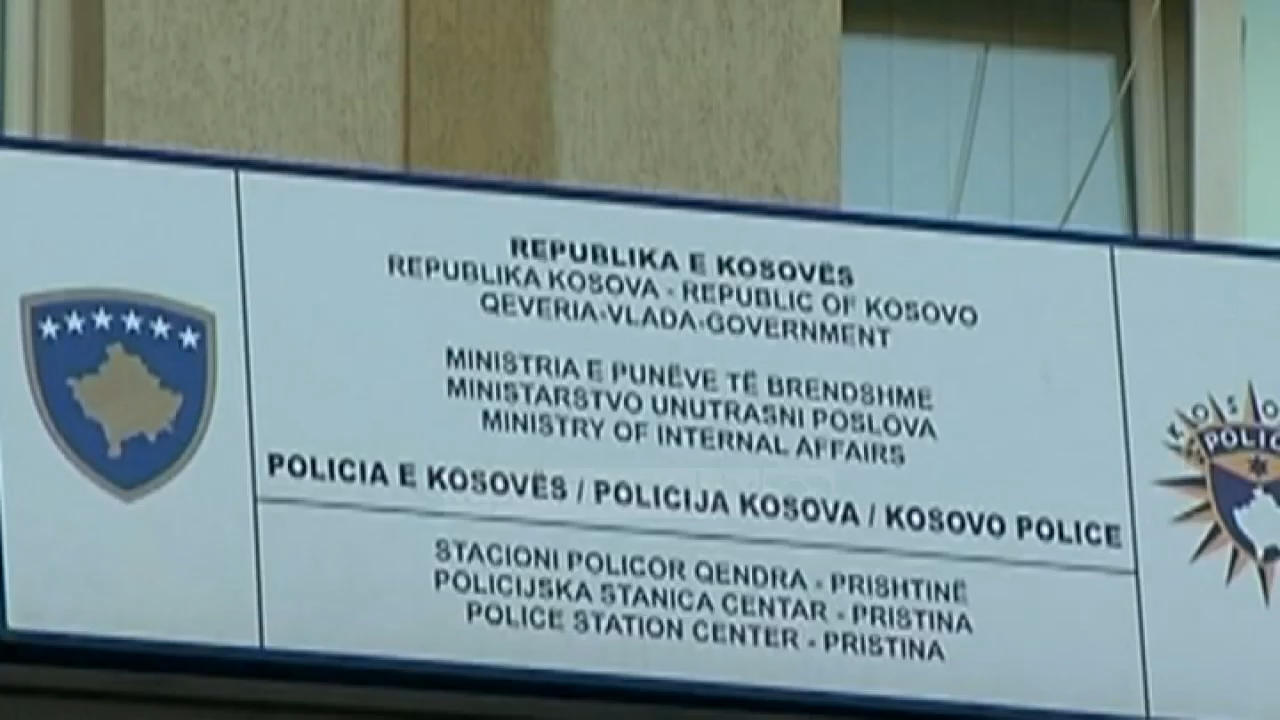 REPUBLIKA E KOSOVËS
REPUBLIKA KOSOVA - REPUBLIC OF KOSOVO
QEVERIA-VLADA-GOVERNMENT
MINISTRIA E PUNËVE TË BRENDSHME
MINISTARSTVO UNUTRASNI POSLOVA
MINISTRY OF INTERNAL AFFAIRS
POLICIA E KOSOVËS / POLICIJA KOSOVA / KOSOVO POLICE
STACIONI POLICOR QENDRA - PRISHTINË
POLICIJSKA STANICA CENTAR - PRISTINA
POLICE STATION CENTER - PRISTINA